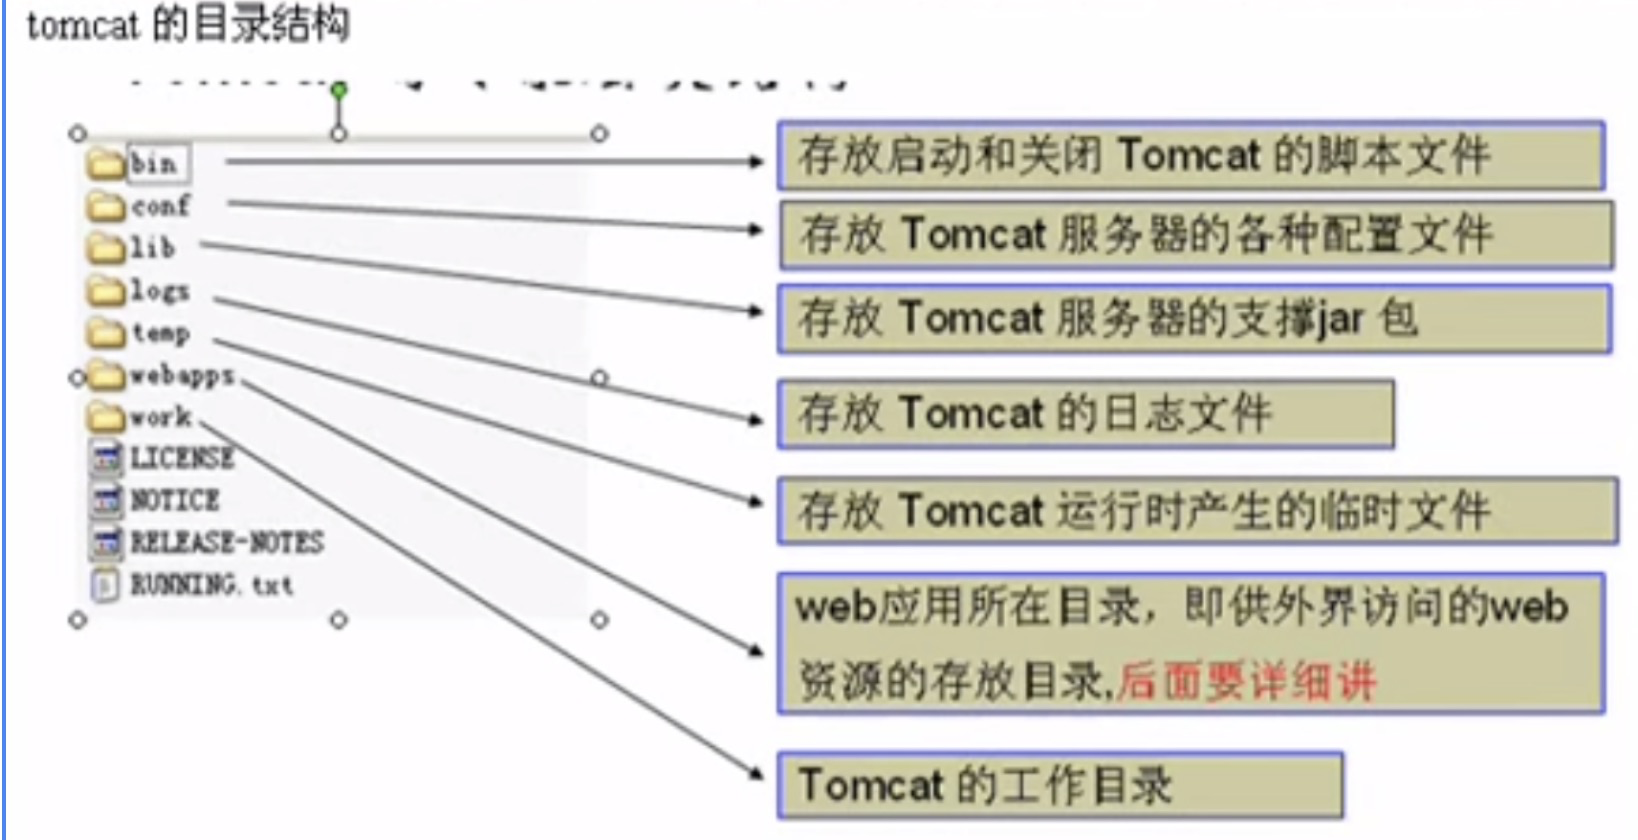 tomcat 的目录结构
bin
存放启动和关闭 Tomcat 的脚本文件
conf
存放 Tomcat 服务器的各种配置文件
lib
存放 Tomcat 服务器的支撑jar 包
logs
存放 Tomcat 的日志文件
temp
存放 Tomcat 运行时产生的临时文件
webapps
web应用所在目录，即供外界访问的web
资源的存放目录,后面要详细讲
work
Tomcat 的工作目录
LICENSE
NOTICE
RELEASE-NOTES
RUNNING.txt